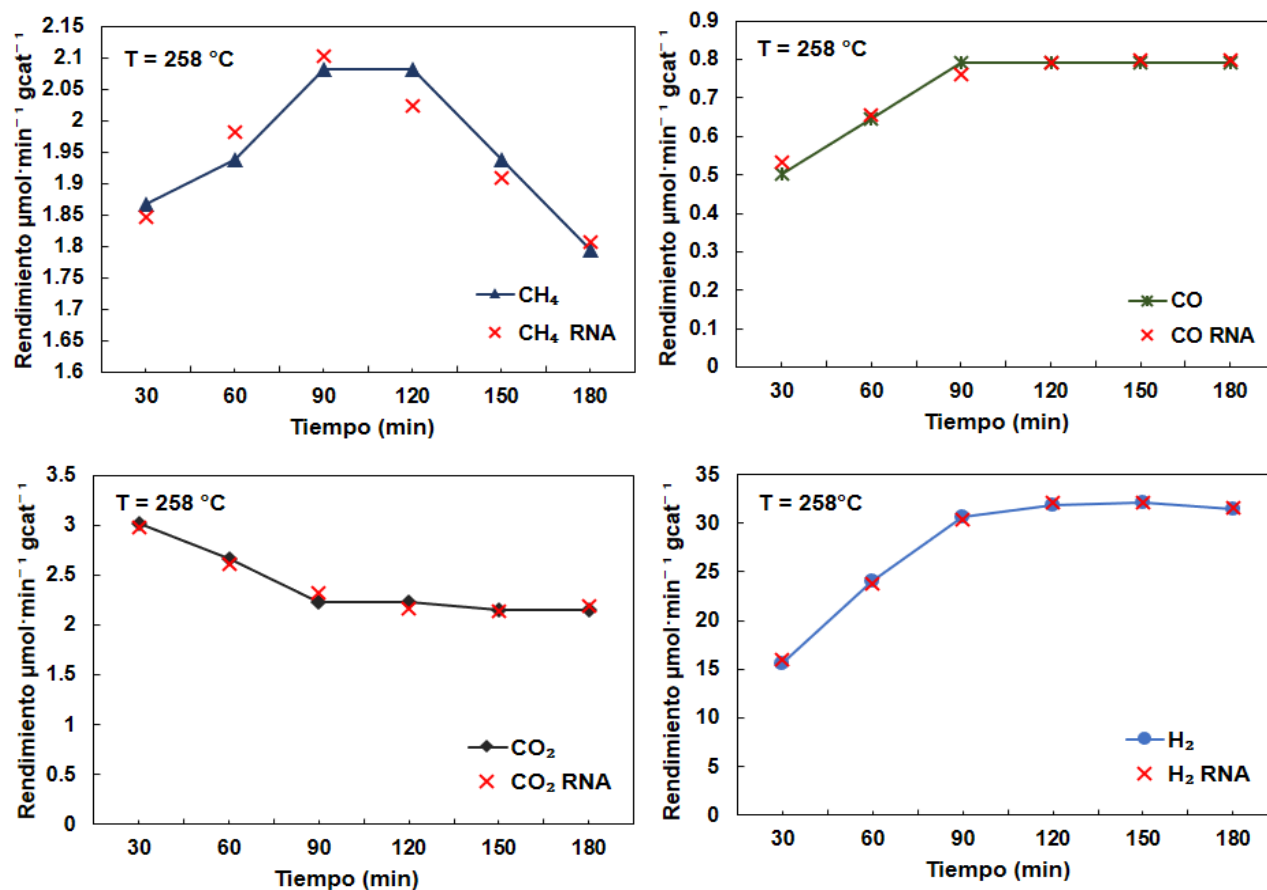 Rendimiento µmol·min⁻¹ gcat⁻¹
2.15
2.1
2.05
2
1.95
1.9
1.85
1.8
1.75
1.7
1.65
1.6
T = 258 °C
CH₄
CH₄ RNA
30 60 90 120 150 180
Tiempo (min)
Rendimiento µmol·min⁻¹ gcat⁻¹
0.9
0.8
0.7
0.6
0.5
0.4
0.3
0.2
0.1
0
T = 258 °C
CO
CO RNA
30 60 90 120 150 180
Tiempo (min)
Rendimiento µmol·min⁻¹ gcat⁻¹
3.5
3
2.5
2
1.5
1
0.5
0
T = 258 °C
CO₂
CO₂ RNA
30 60 90 120 150 180
Tiempo (min)
Rendimiento µmol·min⁻¹ gcat⁻¹
35
30
25
20
15
10
5
0
T = 258°C
H₂
H₂ RNA
30 60 90 120 150 180
Tiempo (min)